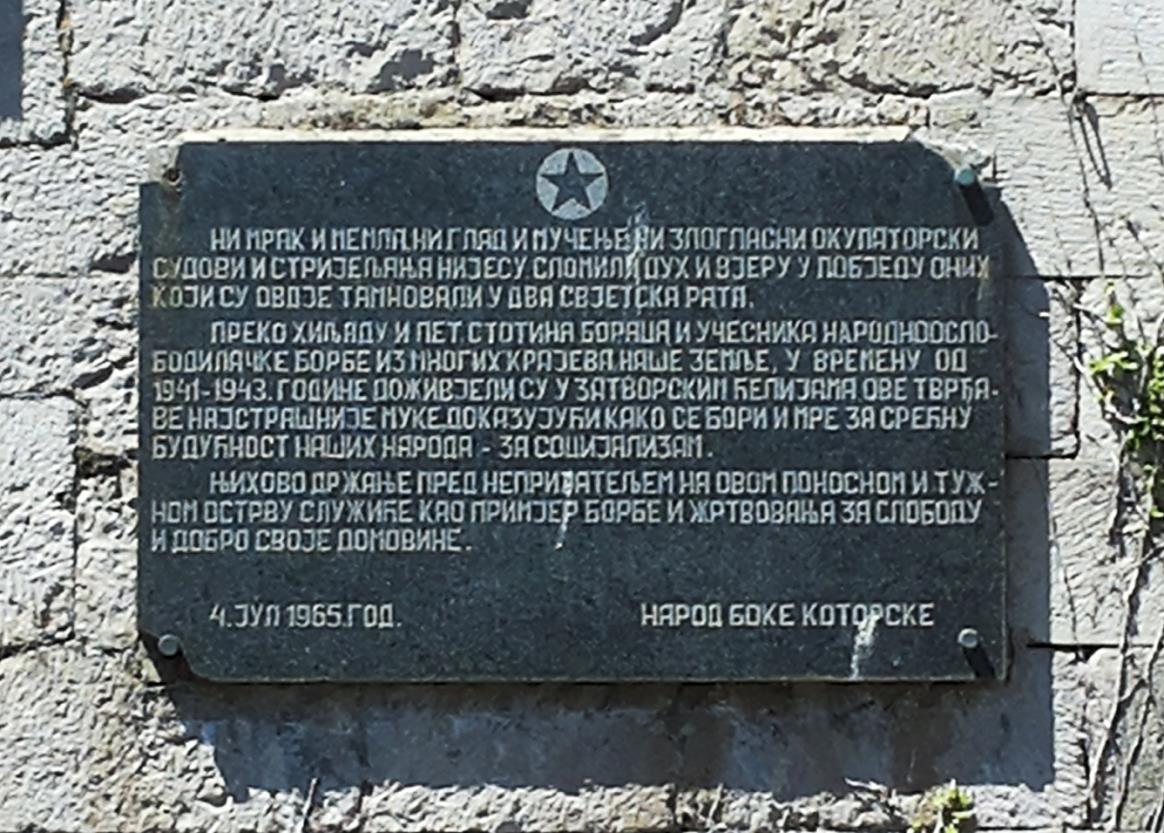 НИ МРАК И МЕМЛА, НИ ГЛАД И МУЧЕЊЕ НИ ЗЛОГЛАСНИ ОКУПАТОРСКИ
СУДОВИ И СТРИЈЕЉАЊА НИЈЕСУ СЛОМИЛИ ДУХ И ВЈЕРУ У ПОБЈЕДУ ОНИХ
КОЈИ СУ ОВДЈЕ ТАМНОВАЛИ У ДВА СВЈЕТСКА РАТА.
ПРЕКО ХИЉАДУ И ПЕТ СТОТИНА БОРАЦА И УЧЕСНИКА НАРОДНООСЛО-
БОДИЛАЧКЕ БОРБЕ ИЗ МНОГИХ КРАЈЕВА НАШЕ ЗЕМЉЕ, У ВРЕМЕНУ ОД
1941-1943. ГОДИНЕ ДОЖИВЈЕЛИ СУ У ЗАТВОРСКИМ ЋЕЛИЈАМА ОВЕ ТВРЂА-
ВЕ НАЈСТРАШНИЈЕ МУКЕ ДОКАЗУЈУЋИ КАКО СЕ БОРИ И МРЕ ЗА СРЕЋНУ
БУДУЋНОСТ НАШИХ НАРОДА - ЗА СОЦИЈАЛИЗАМ.
ЊИХОВО ДРЖАЊЕ ПРЕД НЕПРИЈАТЕЉЕМ НА ОВОМ ПОНОСНОМ И ТУЖ-
НОМ ОСТРВУ СЛУЖИЋЕ КАО ПРИМЈЕР БОРБЕ И ЖРТВОВАЊА ЗА СЛОБОДУ
И ДОБРО СВОЈЕ ДОМОВИНЕ.
4. ЈУЛ 1965. ГОД.
НАРОД БОКЕ КОТОРСКЕ